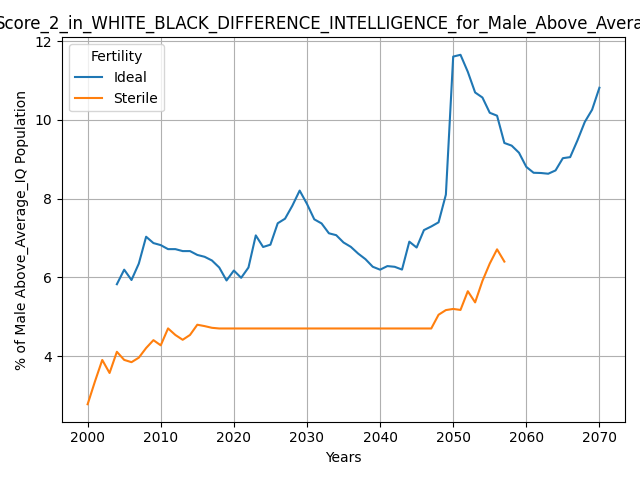 Score_2_in_WHITE_BLACK_DIFFERENCE_INTELLIGENCE_for_Male_Above_Avera
12
Fertility
Ideal
Sterile
10
8
6
4
% of Male Above_Average_IQ Population
2000 2010 2020 2030 2040 2050 2060 2070
Years